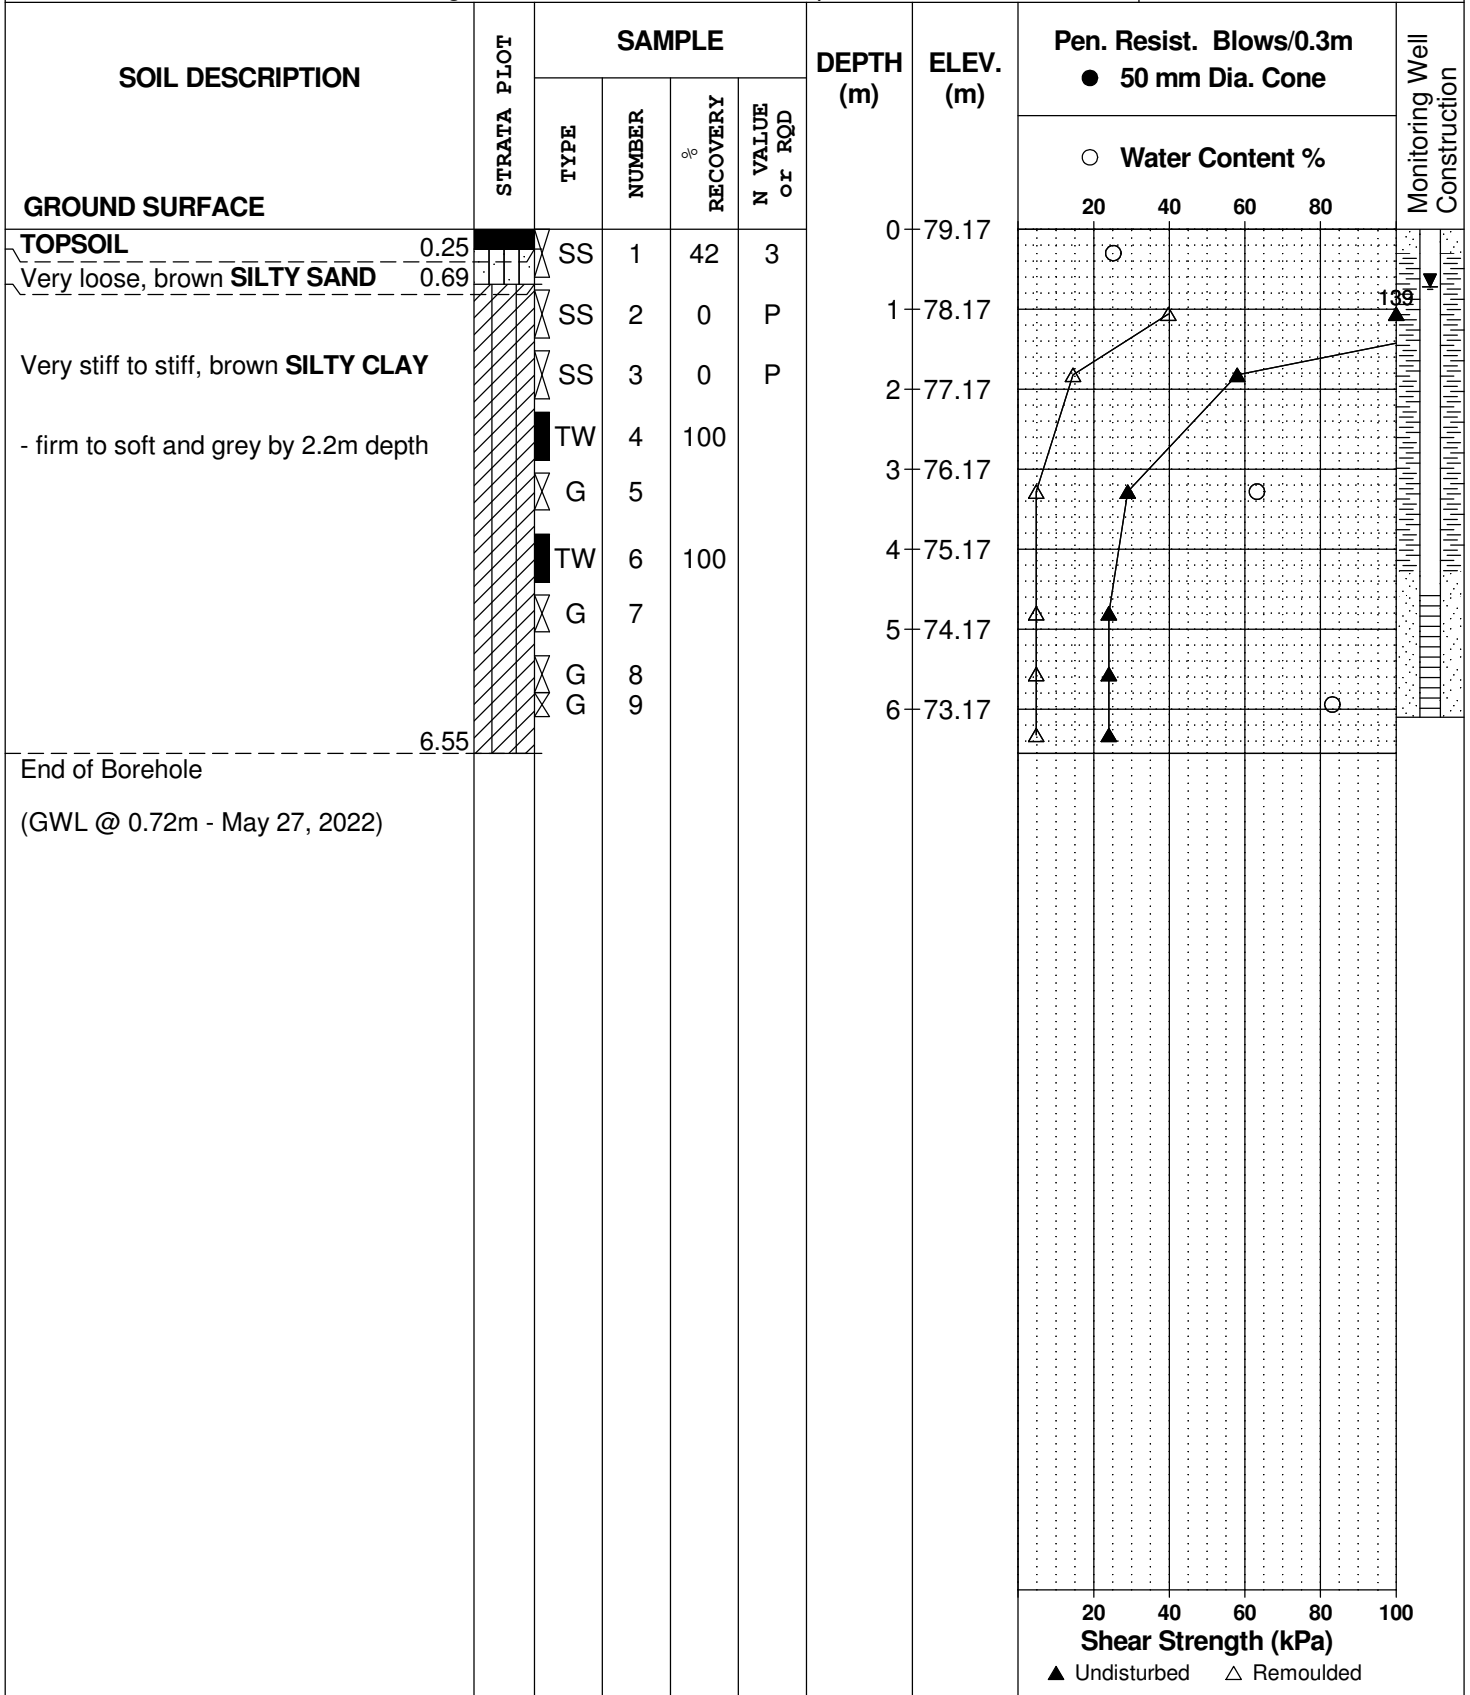 SOIL DESCRIPTION
GROUND SURFACE
STRATA PLOT
SAMPLE
TYPE
NUMBER
%
RECOVERY
N VALUE
or RQD
DEPTH
(m)
ELEV.
(m)
Pen. Resist. Blows/0.3m
● 50 mm Dia. Cone
○ Water Content %
20 40 60 80
Monitoring Well
Construction
TOPSOIL 0.25
Very loose, brown SILTY SAND 0.69
Very stiff to stiff, brown SILTY CLAY
- firm to soft and grey by 2.2m depth
6.55
End of Borehole
(GWL @ 0.72m - May 27, 2022)
SS 1 42 3
SS 2 0 P
SS 3 0 P
TW 4 100
G 5
TW 6 100
G 7
G 8
G 9
0 79.17
1 78.17
2 77.17
3 76.17
4 75.17
5 74.17
6 73.17
139
20 40 60 80 100
Shear Strength (kPa)
▲ Undisturbed △ Remoulded